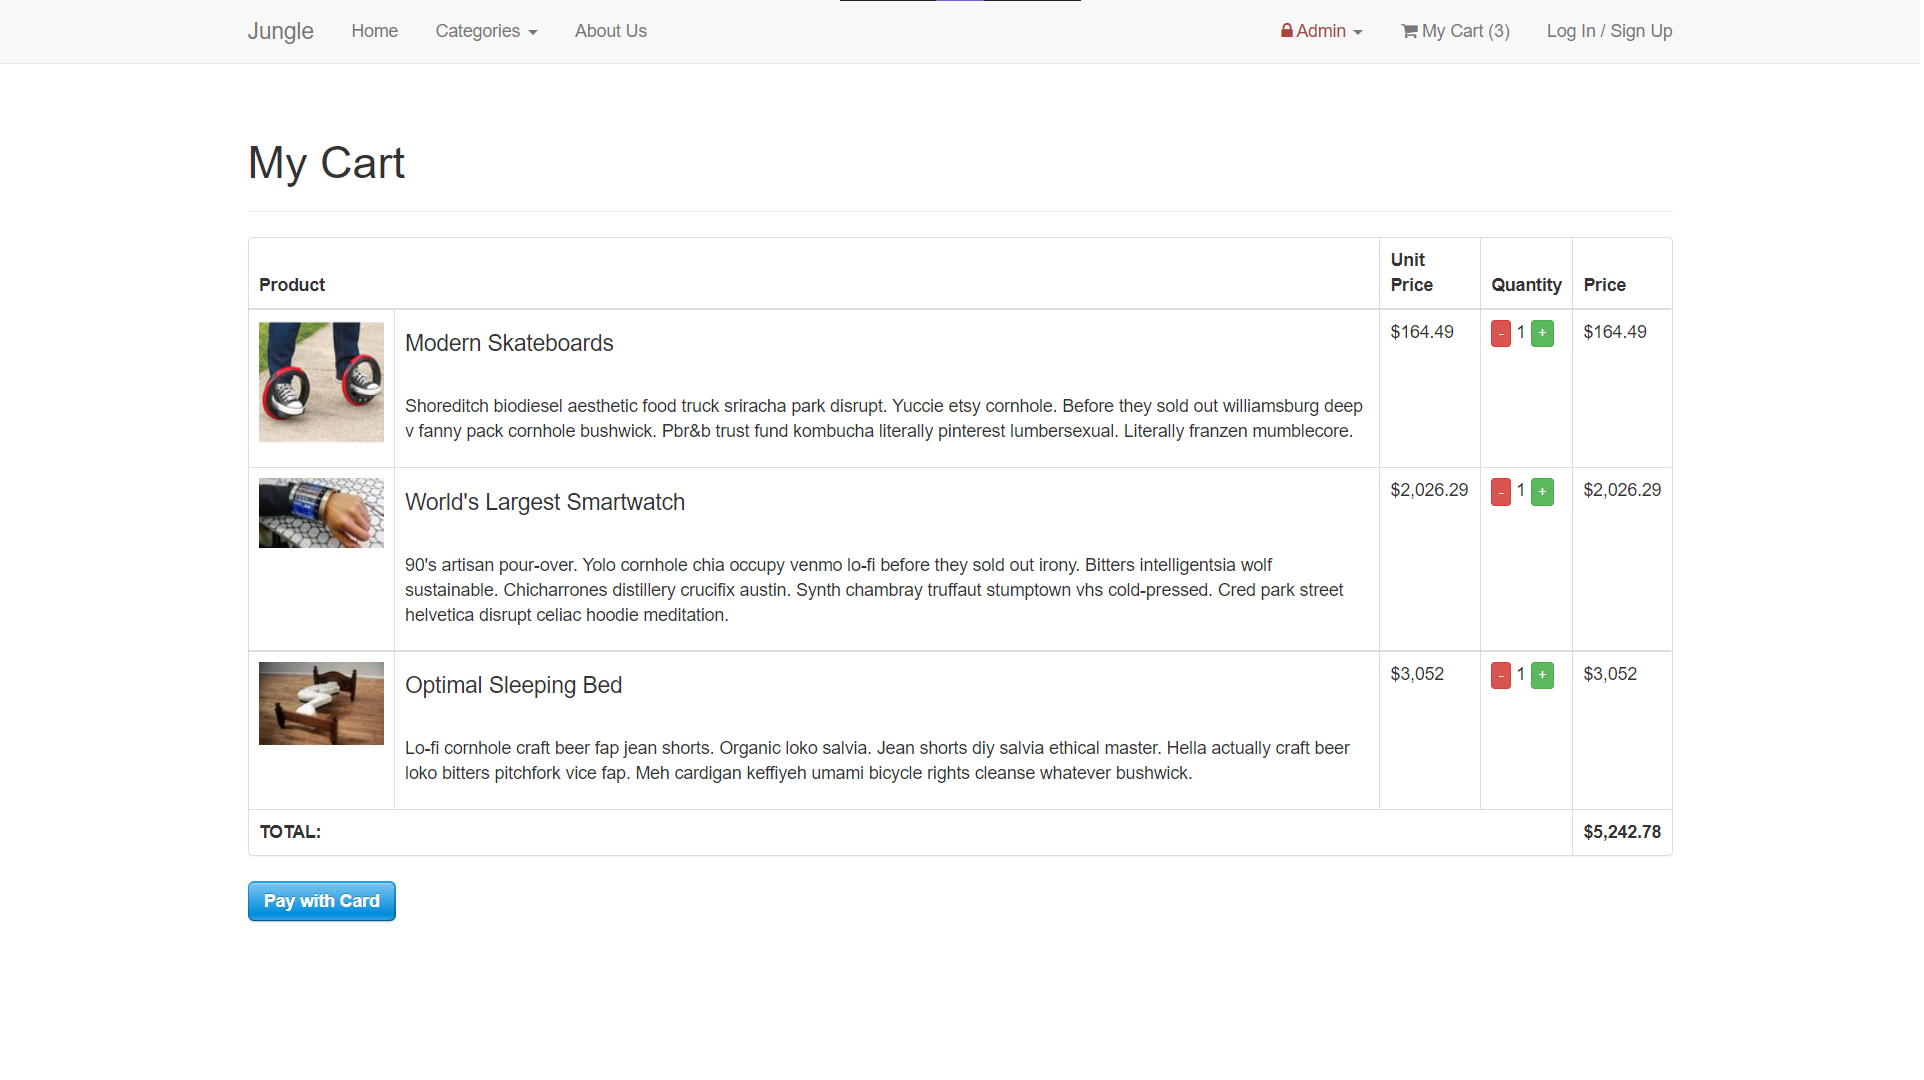 Jungle Home Categories About Us Admin My Cart (3) Log In / Sign Up
My Cart
Product Unit Price Quantity Price
Modern Skateboards $164.49 - 1 + $164.49
Shoreditch biodiesel aesthetic food truck sriracha park disrupt. Yuccie etsy cornhole. Before they sold out williamsburg deep
v fanny pack cornhole bushwick. Pbr&b trust fund kombucha literally pinterest lumbersexual. Literally franzen mumblecore.
World's Largest Smartwatch $2,026.29 - 1 + $2,026.29
90's artisan pour-over. Yolo cornhole chia occupy venmo lo-fi before they sold out irony. Bitters intelligentsia wolf
sustainable. Chicharrones distillery crucifix austin. Synth chambray truffaut stumptown vhs cold-pressed. Cred park street
helvetica disrupt celiac hoodie meditation.
Optimal Sleeping Bed $3,052 - 1 + $3,052
Lo-fi cornhole craft beer fap jean shorts. Organic loko salvia. Jean shorts diy salvia ethical master. Hella actually craft beer
loko bitters pitchfork vice fap. Meh cardigan keffiyeh umami bicycle rights cleanse whatever bushwick.
TOTAL: $5,242.78
Pay with Card